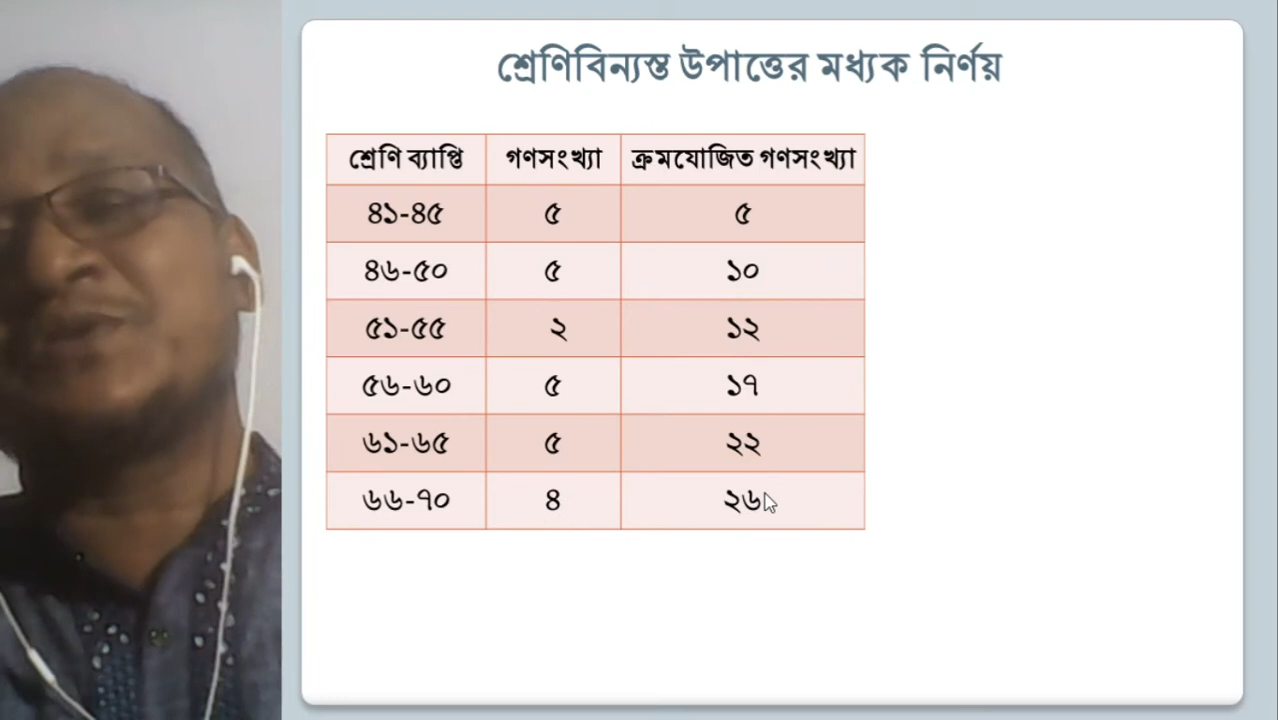 শ্রেণিবিন্যস্ত উপাত্তের মধ্যক নির্ণয়
শ্রেণি ব্যাপ্তি গণসংখ্যা ক্রমযোজিত গণসংখ্যা
৪১-৪৫ ৫ ৫
৪৬-৫০ ৫ ১০
৫১-৫৫ ২ ১২
৫৬-৬০ ৫ ১৭
৬১-৬৫ ৫ ২২
৬৬-৭০ ৪ ২৬